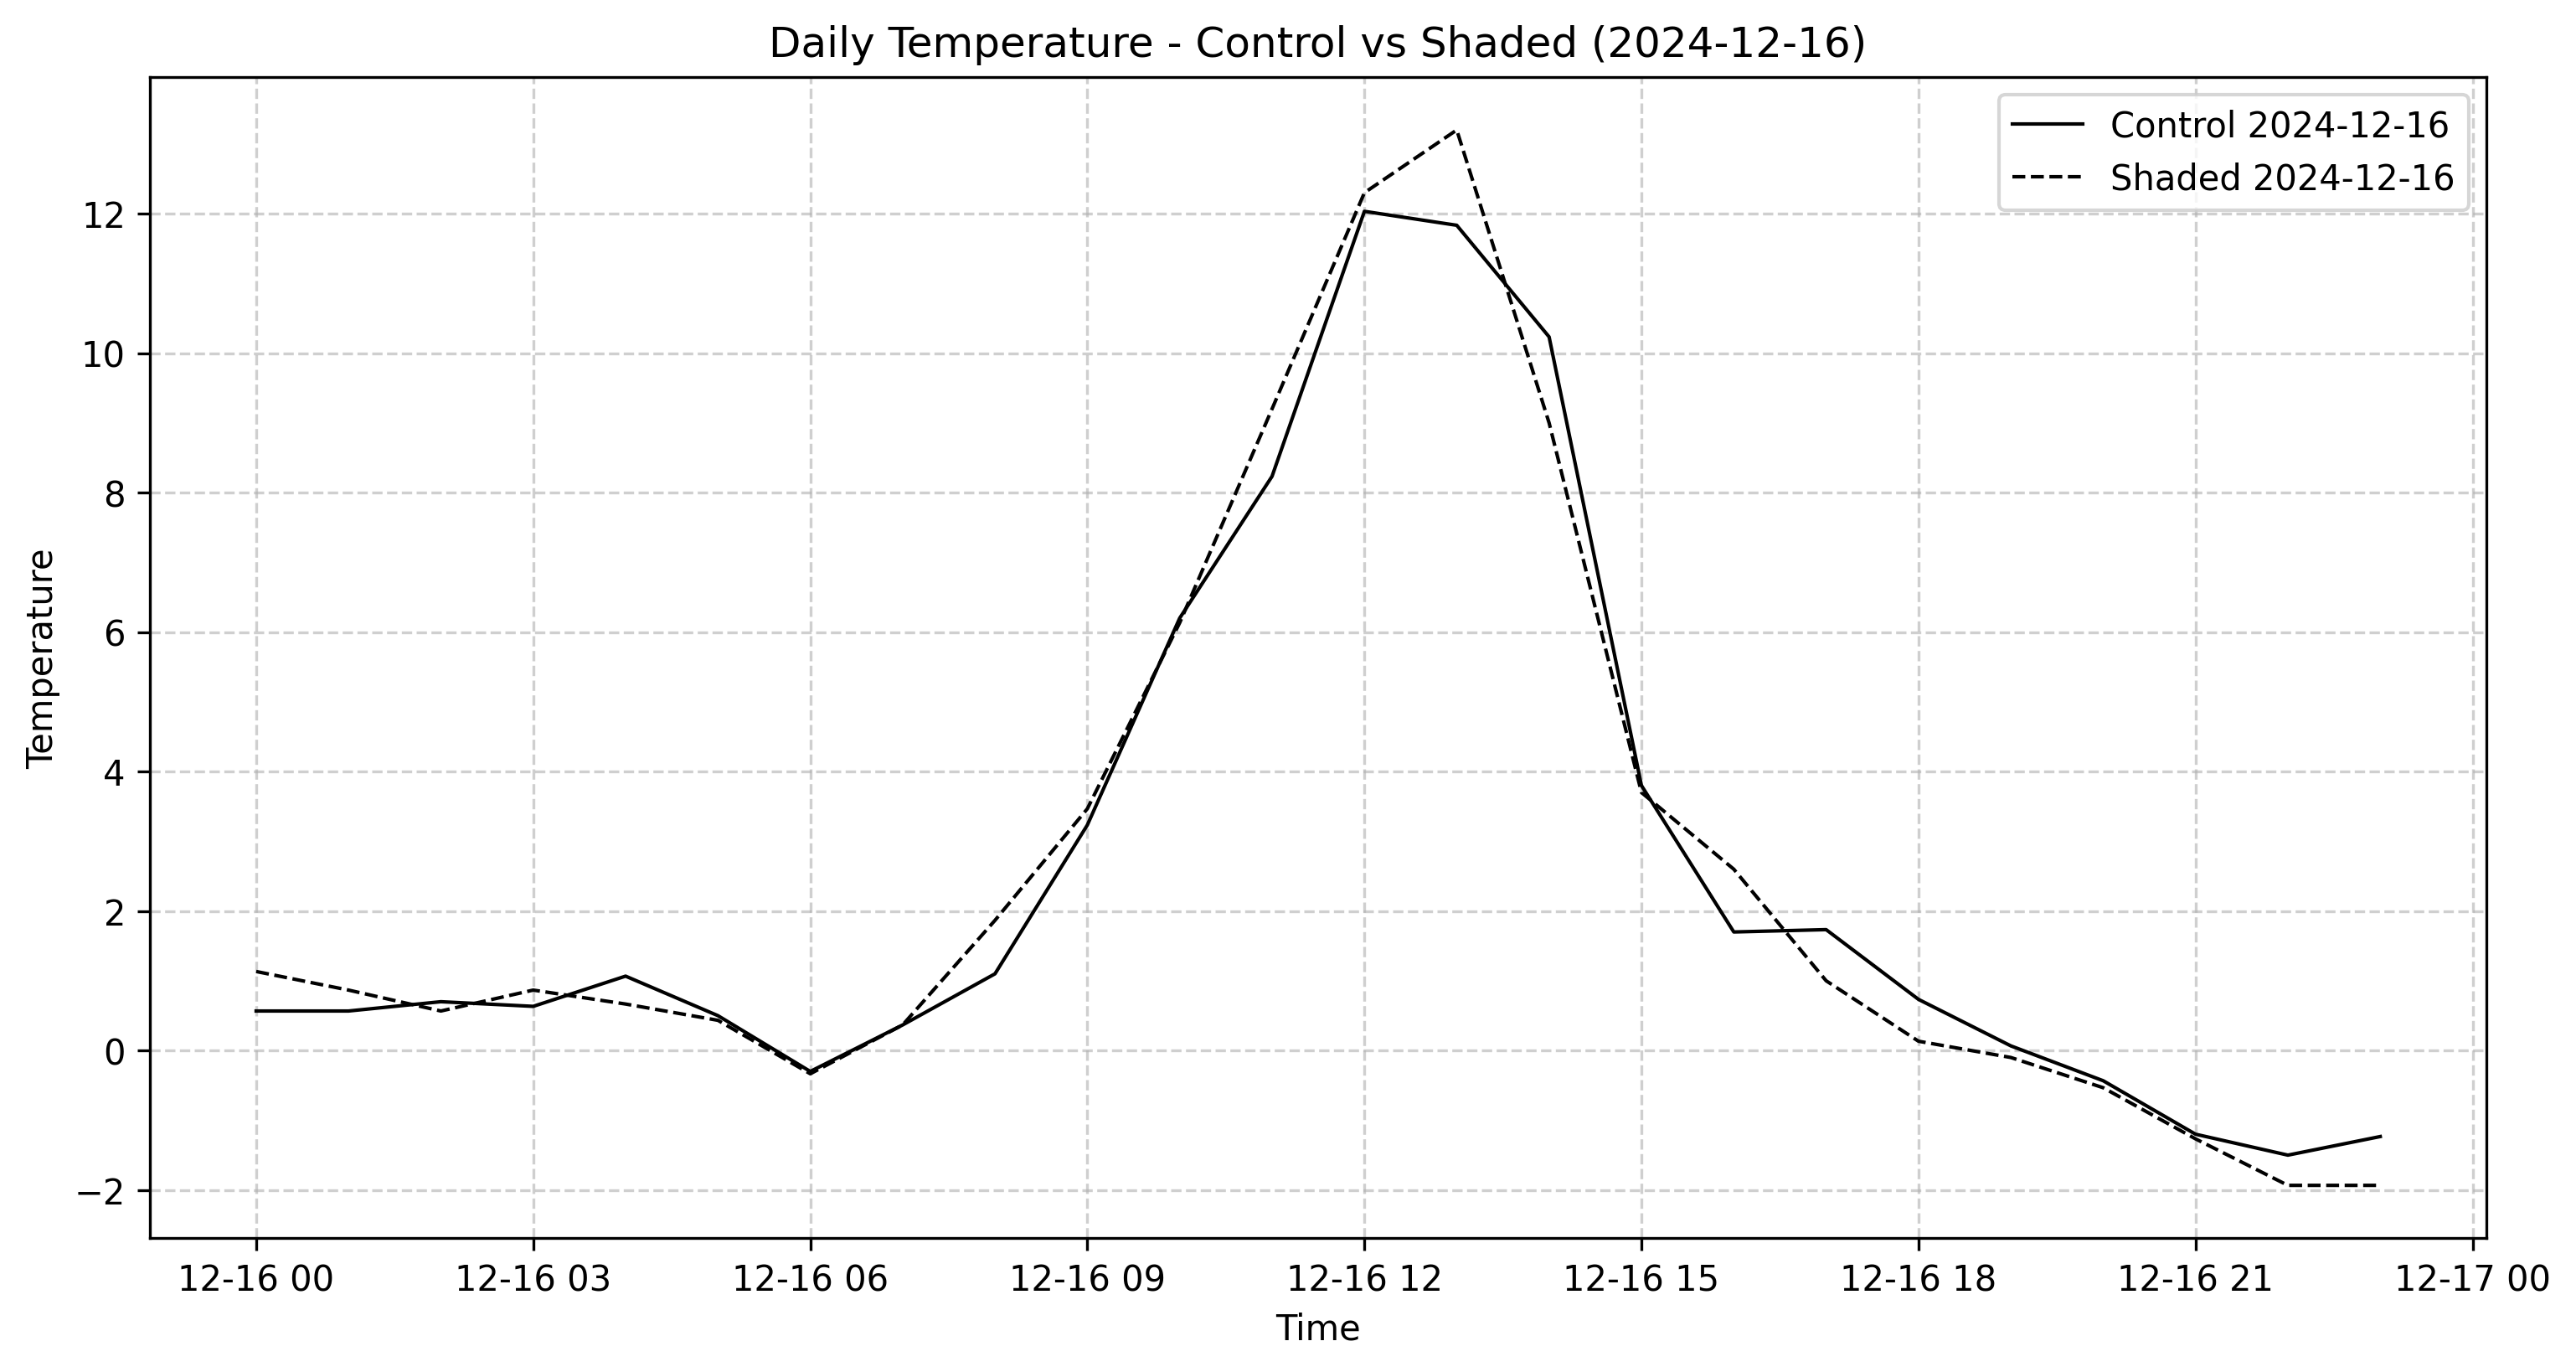 Daily Temperature - Control vs Shaded (2024-12-16)
Control 2024-12-16
Shaded 2024-12-16
Temperature
12
10
8
6
4
2
0
−2
12-16 00 12-16 03 12-16 06 12-16 09 12-16 12 12-16 15 12-16 18 12-16 21 12-17 00
Time